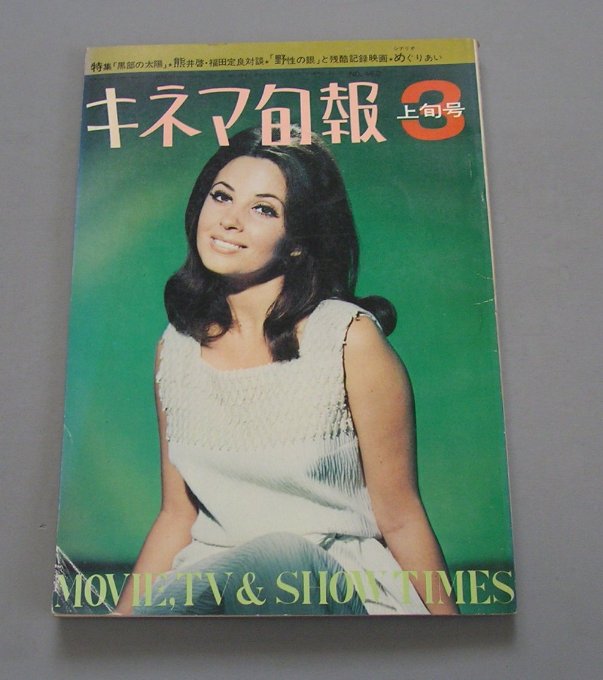 シナリオ
特集「黒部の太陽」★熊井啓・福田定良対談★「野性の眼」と残酷記録映画★めぐりあい
キネマ旬報 3 上旬号
MOVIE, TV & SHOW TIMES